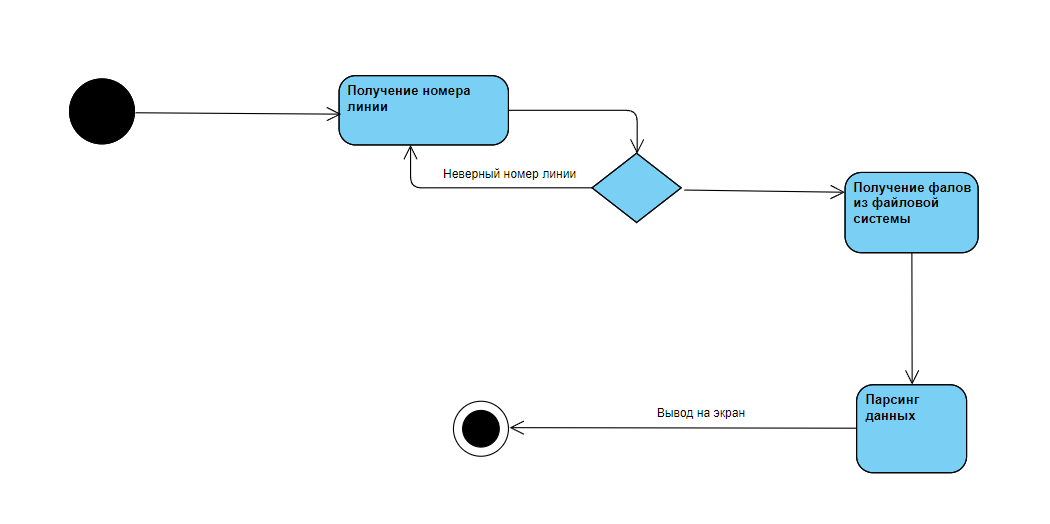 Получение номера
линии
Неверный номер линии
Получение фалов
из файловой
системы
Парсинг
данных
Вывод на экран